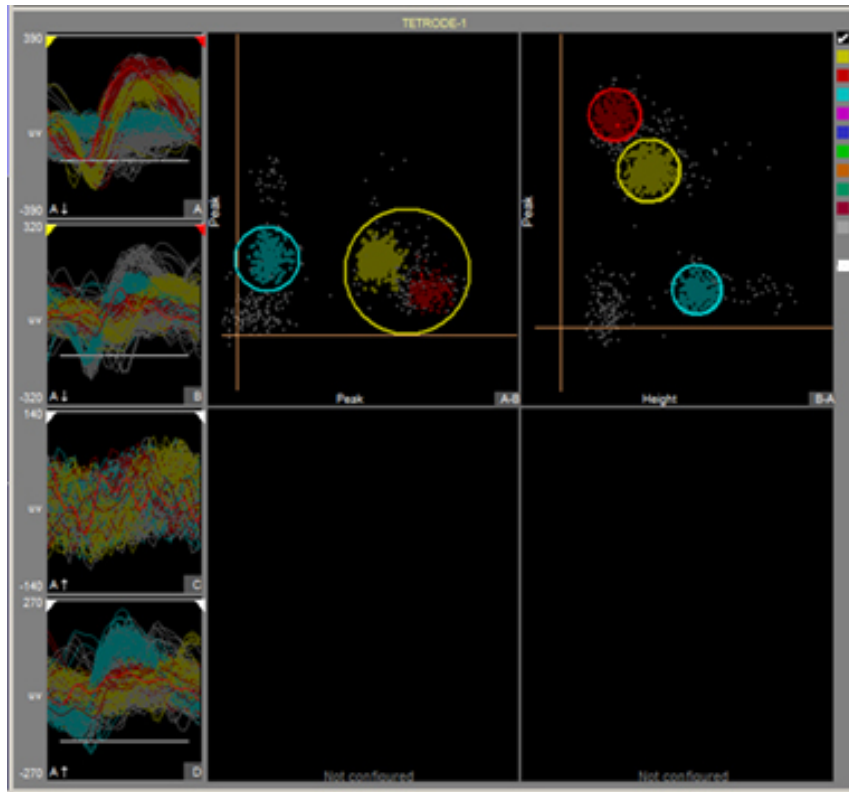 TETRODE-1
390
uV
-390
A↓
A
320
uV
-320
A↓
B
140
uV
-140
A↑
C
270
uV
-270
A↑
D
Peak
Peak
A-B
Peak
Height
B-A
Not configured
Not configured